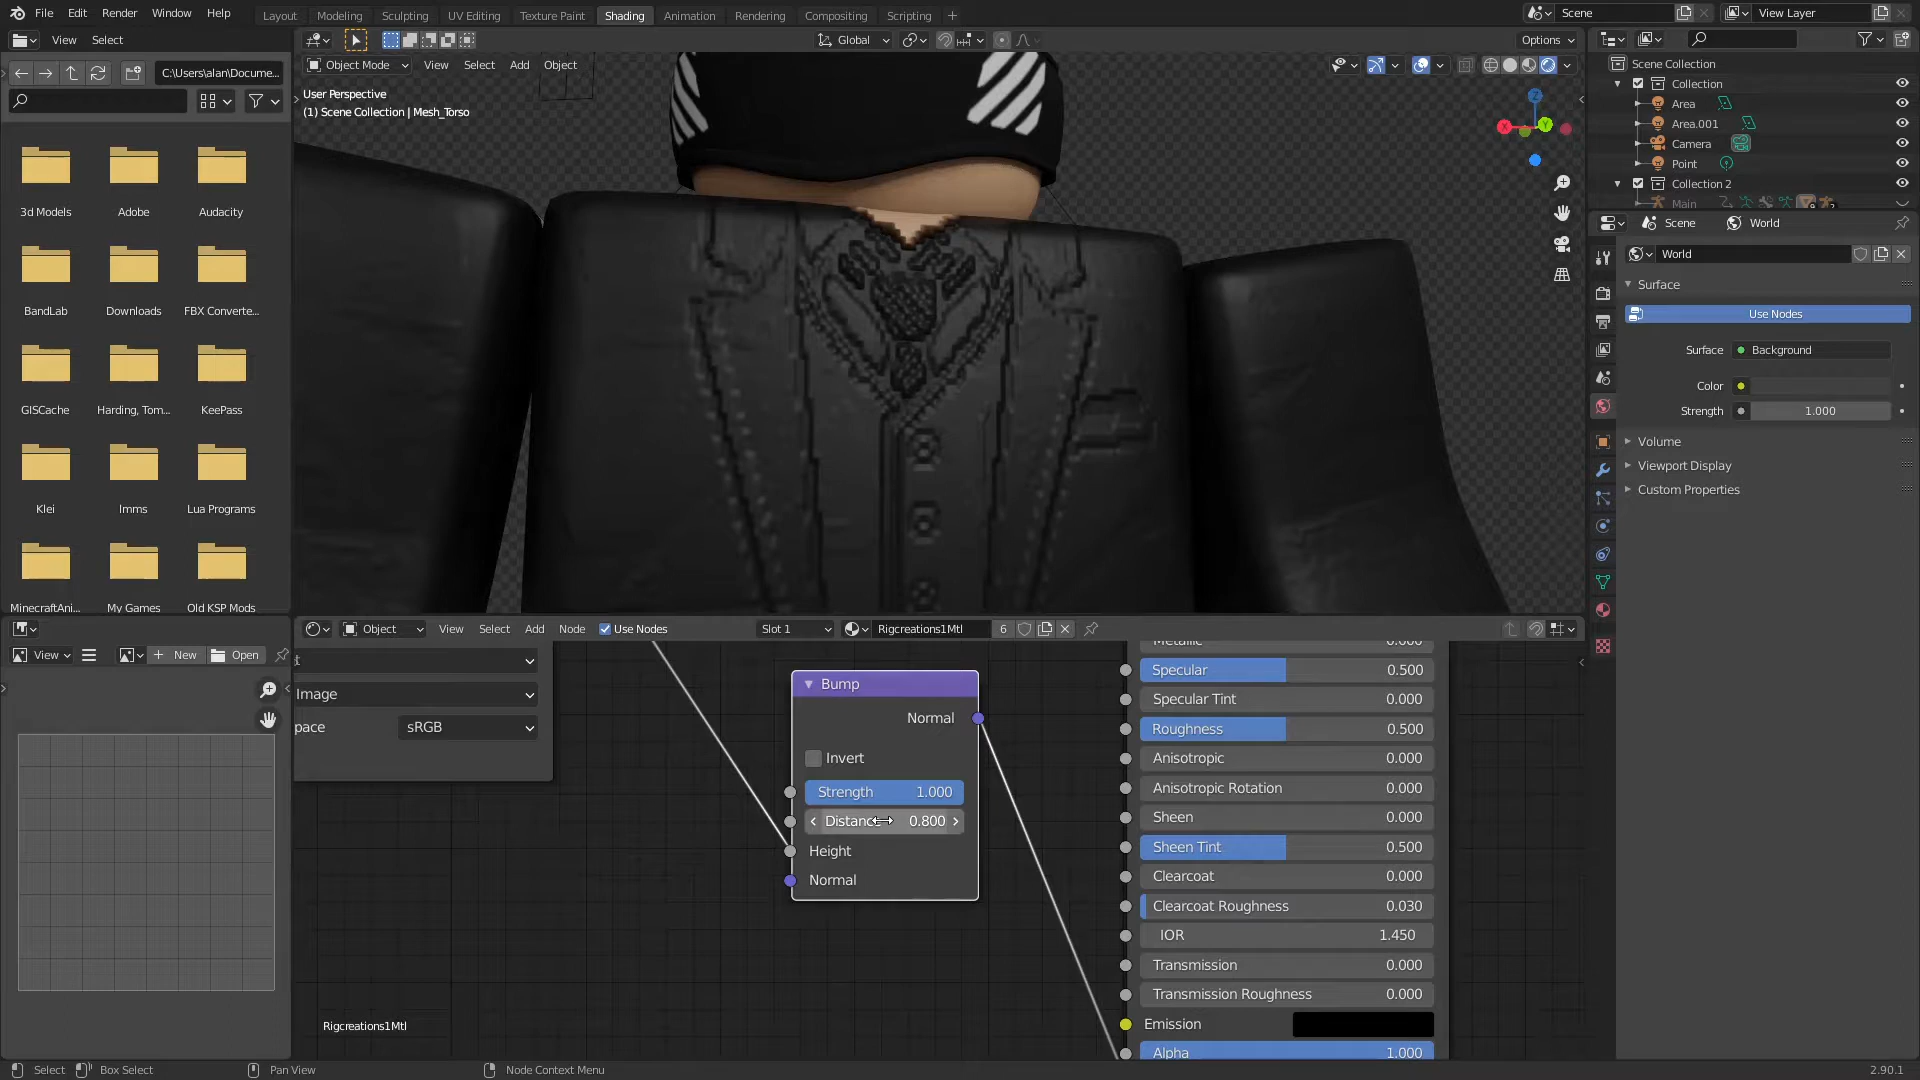 File Edit Render Window Help Layout Modeling Sculpting UV Editing Texture Paint Shading Animation Rendering Compositing Scripting + Scene View Layer
View Select Global Options
C:\Users\alan\Docume...
Object Mode View Select Add Object
User Perspective
(1) Scene Collection | Mesh_Torso
Scene Collection
Collection
Area
Area.001
Camera
Point
Collection 2
Main
3d Models Adobe Audacity
BandLab Downloads FBX Converte...
GISCache Harding, Tom... KeePass
Klei Imms Lua Programs
MinecraftAni... My Games Old KSP Mods
Scene World
World
Surface
Use Nodes
Surface Background
Color
Strength 1.000
Volume
Viewport Display
Custom Properties
Object View Select Add Node Use Nodes Slot 1 Rigcreations1Mtl 6
View New Open
t
Image
pace sRGB
Bump
Normal
Invert
Strength 1.000
Distanc 0.800
Height
Normal
Metallic 0.000
Specular 0.500
Specular Tint 0.000
Roughness 0.500
Anisotropic 0.000
Anisotropic Rotation 0.000
Sheen 0.000
Sheen Tint 0.500
Clearcoat 0.000
Clearcoat Roughness 0.030
IOR 1.450
Transmission 0.000
Transmission Roughness 0.000
Emission
Alpha 1.000
Rigcreations1Mtl
Select Box Select Pan View Node Context Menu 2.90.1